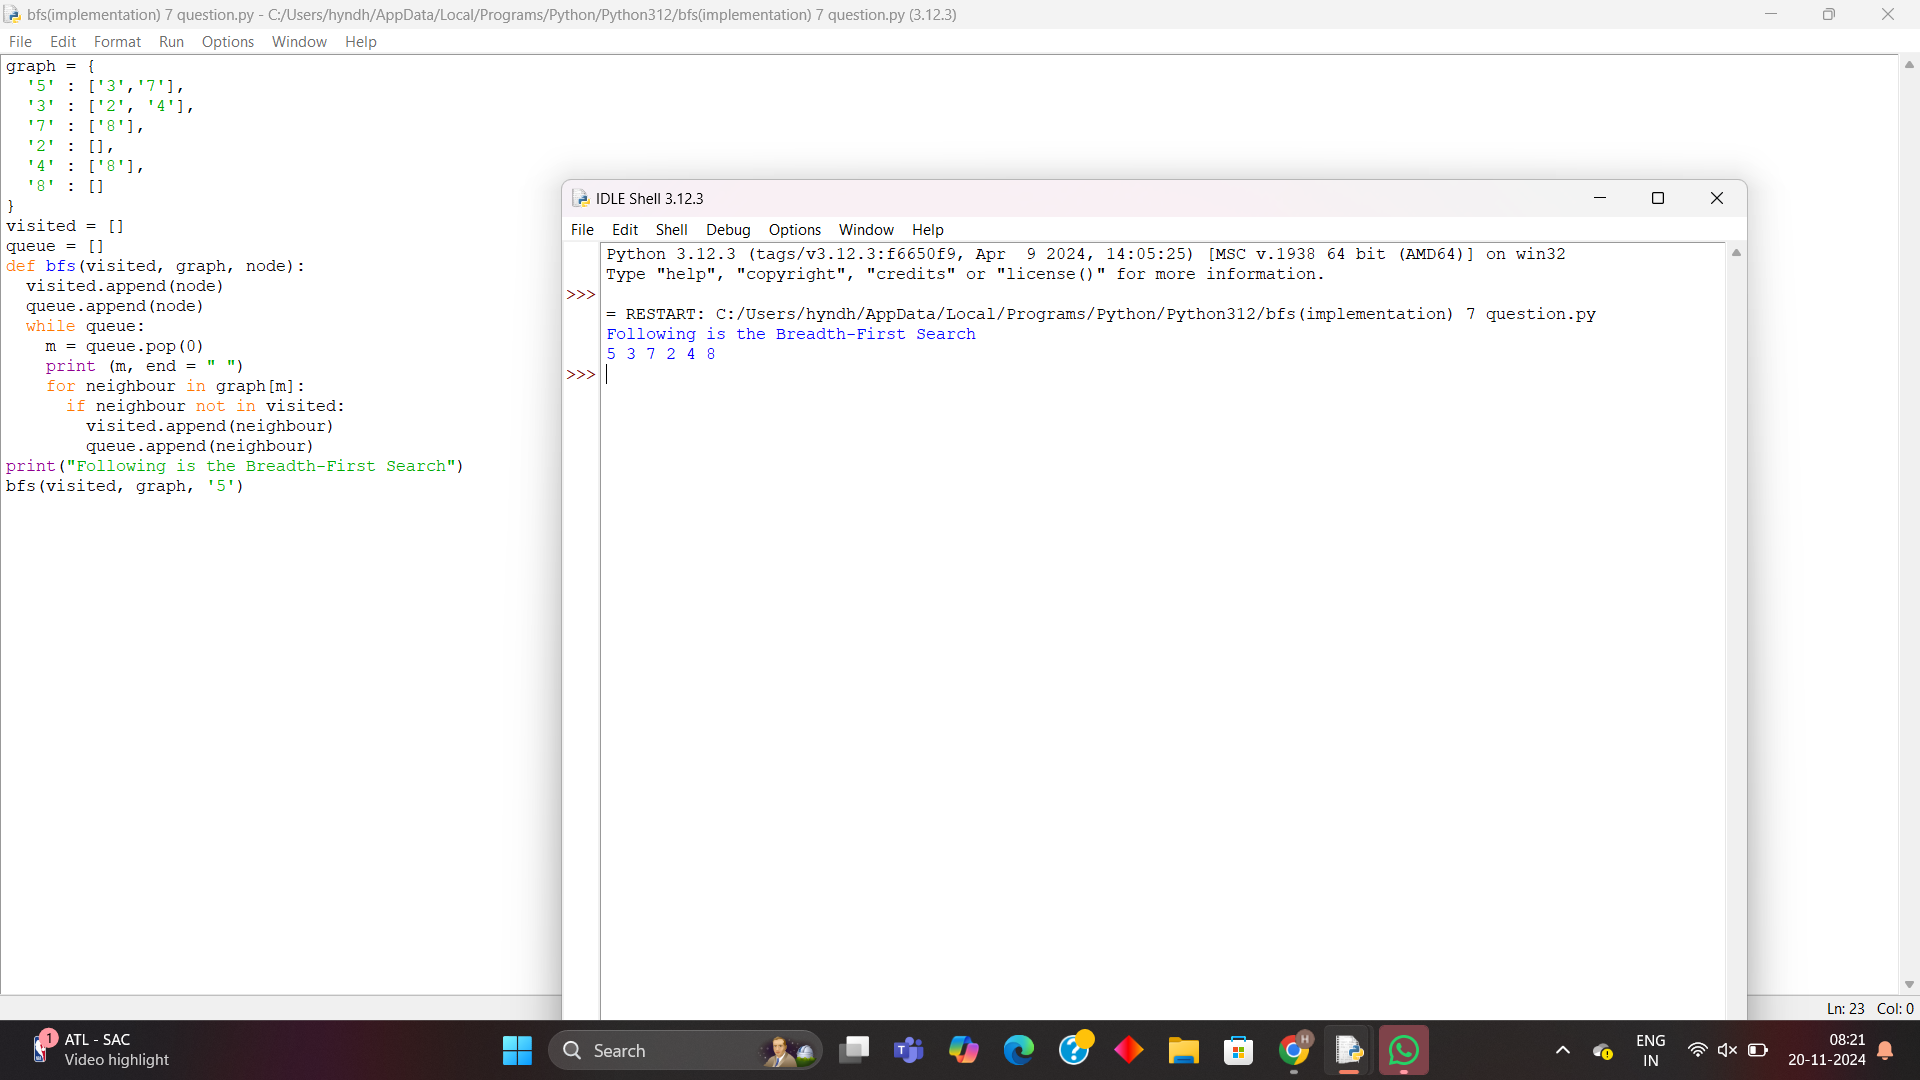 bfs(implementation) 7 question.py - C:/Users/hyndh/AppData/Local/Programs/Python/Python312/bfs(implementation) 7 question.py (3.12.3)
File Edit Format Run Options Window Help
graph = {
  '5' : ['3','7'],
  '3' : ['2', '4'],
  '7' : ['8'],
  '2' : [],
  '4' : ['8'],
  '8' : []
}
visited = []
queue = []
def bfs(visited, graph, node):
  visited.append(node)
  queue.append(node)
  while queue:
    m = queue.pop(0)
    print (m, end = " ")
    for neighbour in graph[m]:
      if neighbour not in visited:
        visited.append(neighbour)
        queue.append(neighbour)
print("Following is the Breadth-First Search")
bfs(visited, graph, '5')
IDLE Shell 3.12.3
File Edit Shell Debug Options Window Help
Python 3.12.3 (tags/v3.12.3:f6650f9, Apr  9 2024, 14:05:25) [MSC v.1938 64 bit (AMD64)] on win32
Type "help", "copyright", "credits" or "license()" for more information.
>>>
= RESTART: C:/Users/hyndh/AppData/Local/Programs/Python/Python312/bfs(implementation) 7 question.py
Following is the Breadth-First Search
5 3 7 2 4 8
>>>
Ln: 23 Col: 0
1
ATL - SAC
Video highlight
Search
H
ENG
IN
08:21
20-11-2024